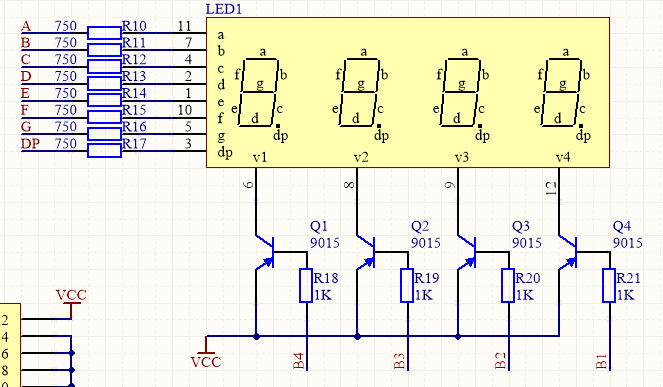 LED1
A 750 R10 11 a
B 750 R11 7 b
C 750 R12 4 c
D 750 R13 2 d
E 750 R14 1 e
F 750 R15 10 f
G 750 R16 5 g
DP 750 R17 3 dp
a a a a
f b f b f b f b
g g g g
e c e c e c e c
d d d d
dp dp dp dp
v1 v2 v3 v4
6 8 9 12
Q1 Q2 Q3 Q4
9015 9015 9015 9015
R18 R19 R20 R21
1K 1K 1K 1K
VCC
2
4
6
8
VCC
B4 B3 B2 B1